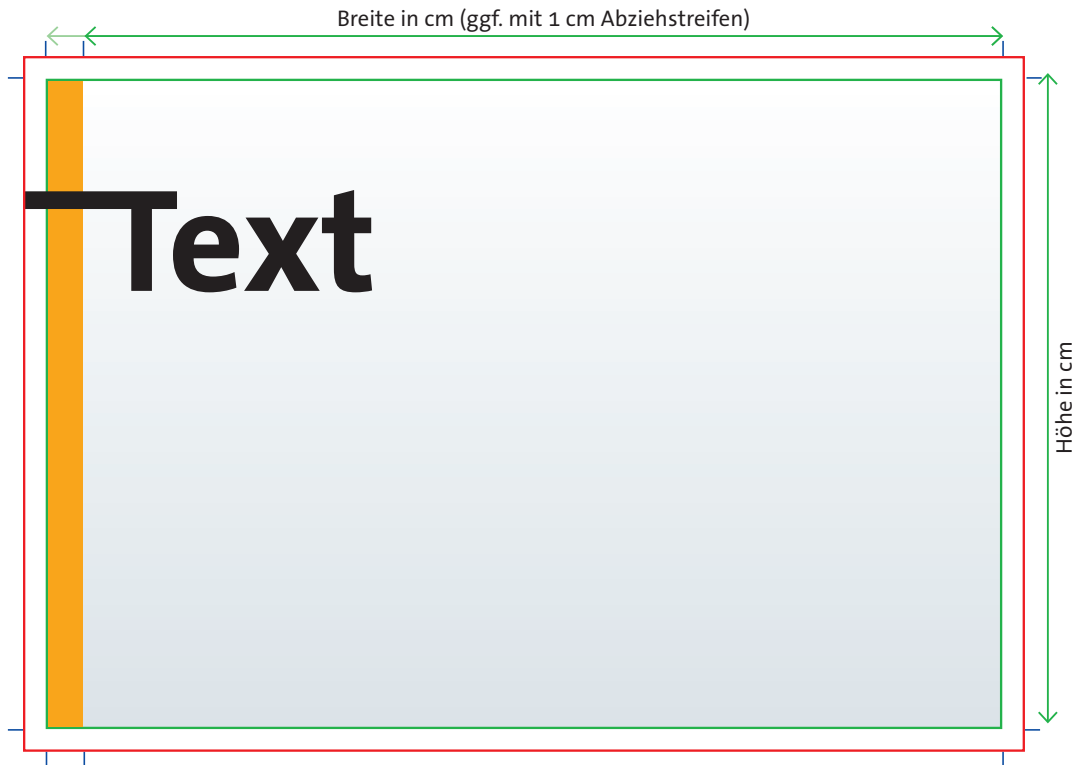 Breite in cm (ggf. mit 1 cm Abziehstreifen)
Text
Höhe in cm